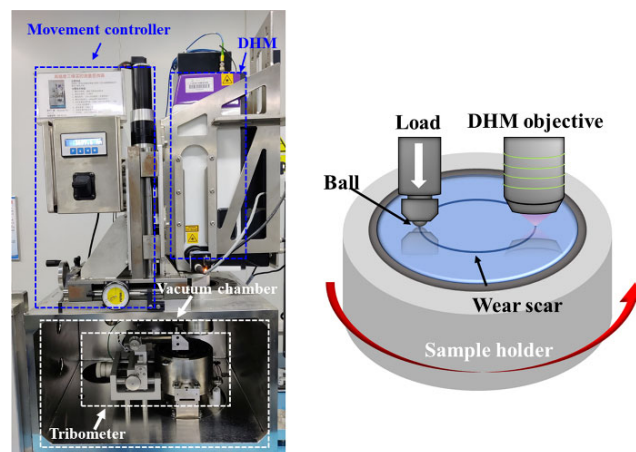 Movement controller
DHM
Vacuum chamber
Tribometer
Load
DHM objective
Ball
Wear scar
Sample holder